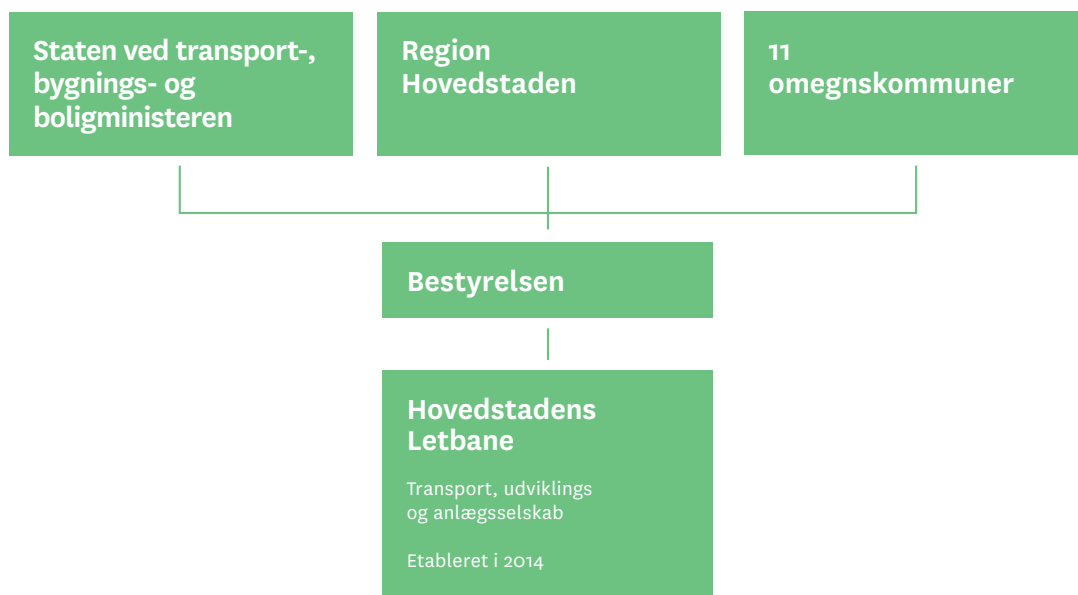 Staten ved transport-,
bygnings- og
boligministeren
Region
Hovedstaden
11
omegnskommuner
Bestyrelsen
Hovedstadens
Letbane
Transport, udviklings
og anlægsselskab
Etableret i 2014